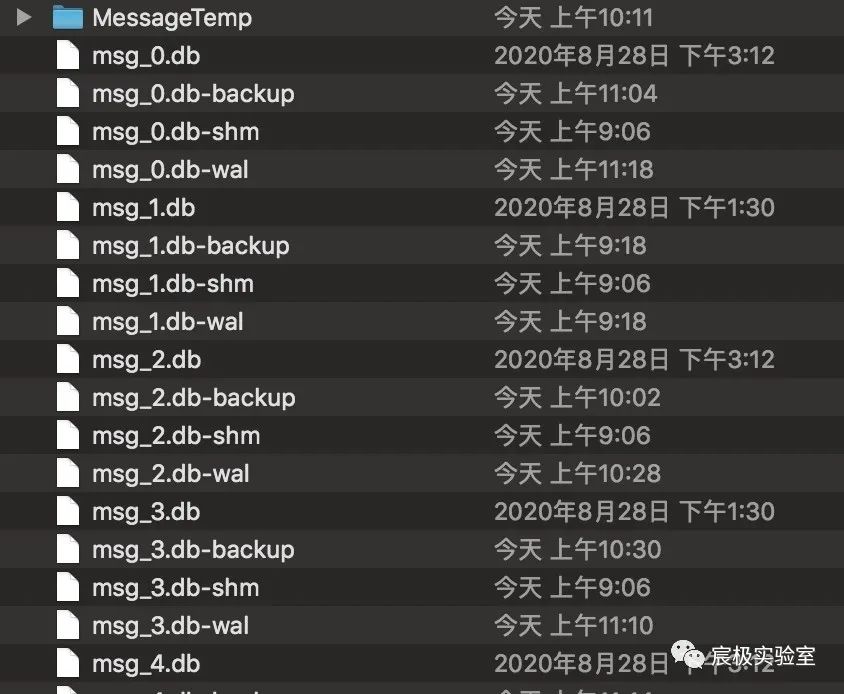 MessageTemp 今天 上午10:11
msg_0.db 2020年8月28日 下午3:12
msg_0.db-backup 今天 上午11:04
msg_0.db-shm 今天 上午9:06
msg_0.db-wal 今天 上午11:18
msg_1.db 2020年8月28日 下午1:30
msg_1.db-backup 今天 上午9:18
msg_1.db-shm 今天 上午9:06
msg_1.db-wal 今天 上午9:18
msg_2.db 2020年8月28日 下午3:12
msg_2.db-backup 今天 上午10:02
msg_2.db-shm 今天 上午9:06
msg_2.db-wal 今天 上午10:28
msg_3.db 2020年8月28日 下午1:30
msg_3.db-backup 今天 上午10:30
msg_3.db-shm 今天 上午9:06
msg_3.db-wal 今天 上午11:10
msg_4.db 2020年8月28日
宸极实验室